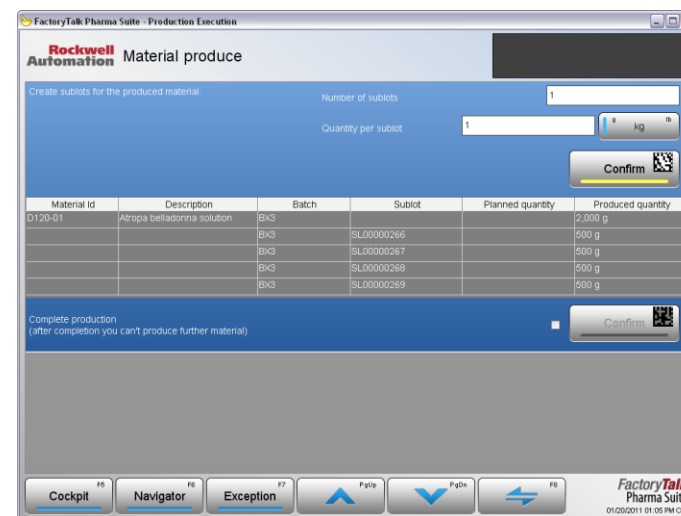 FactoryTalk Pharma Suite - Production Execution
Rockwell
Automation
Material produce
Create sublots for the produced material.
Number of sublots
1
Quantity per sublot
1
g kg lb
Confirm
Material Id Description Batch Sublot Planned quantity Produced quantity
D120-01 Atropa belladonna solution BX3 2,000 g
BX3 SL00000266 500 g
BX3 SL00000267 500 g
BX3 SL00000268 500 g
BX3 SL00000269 500 g
Complete production
(after completion you can't produce further material)
Confirm
F5 F6 F7 PgUp PgDn F8
Cockpit Navigator Exception
FactoryTal
Pharma Suit
01/20/2011 01:05 PM C